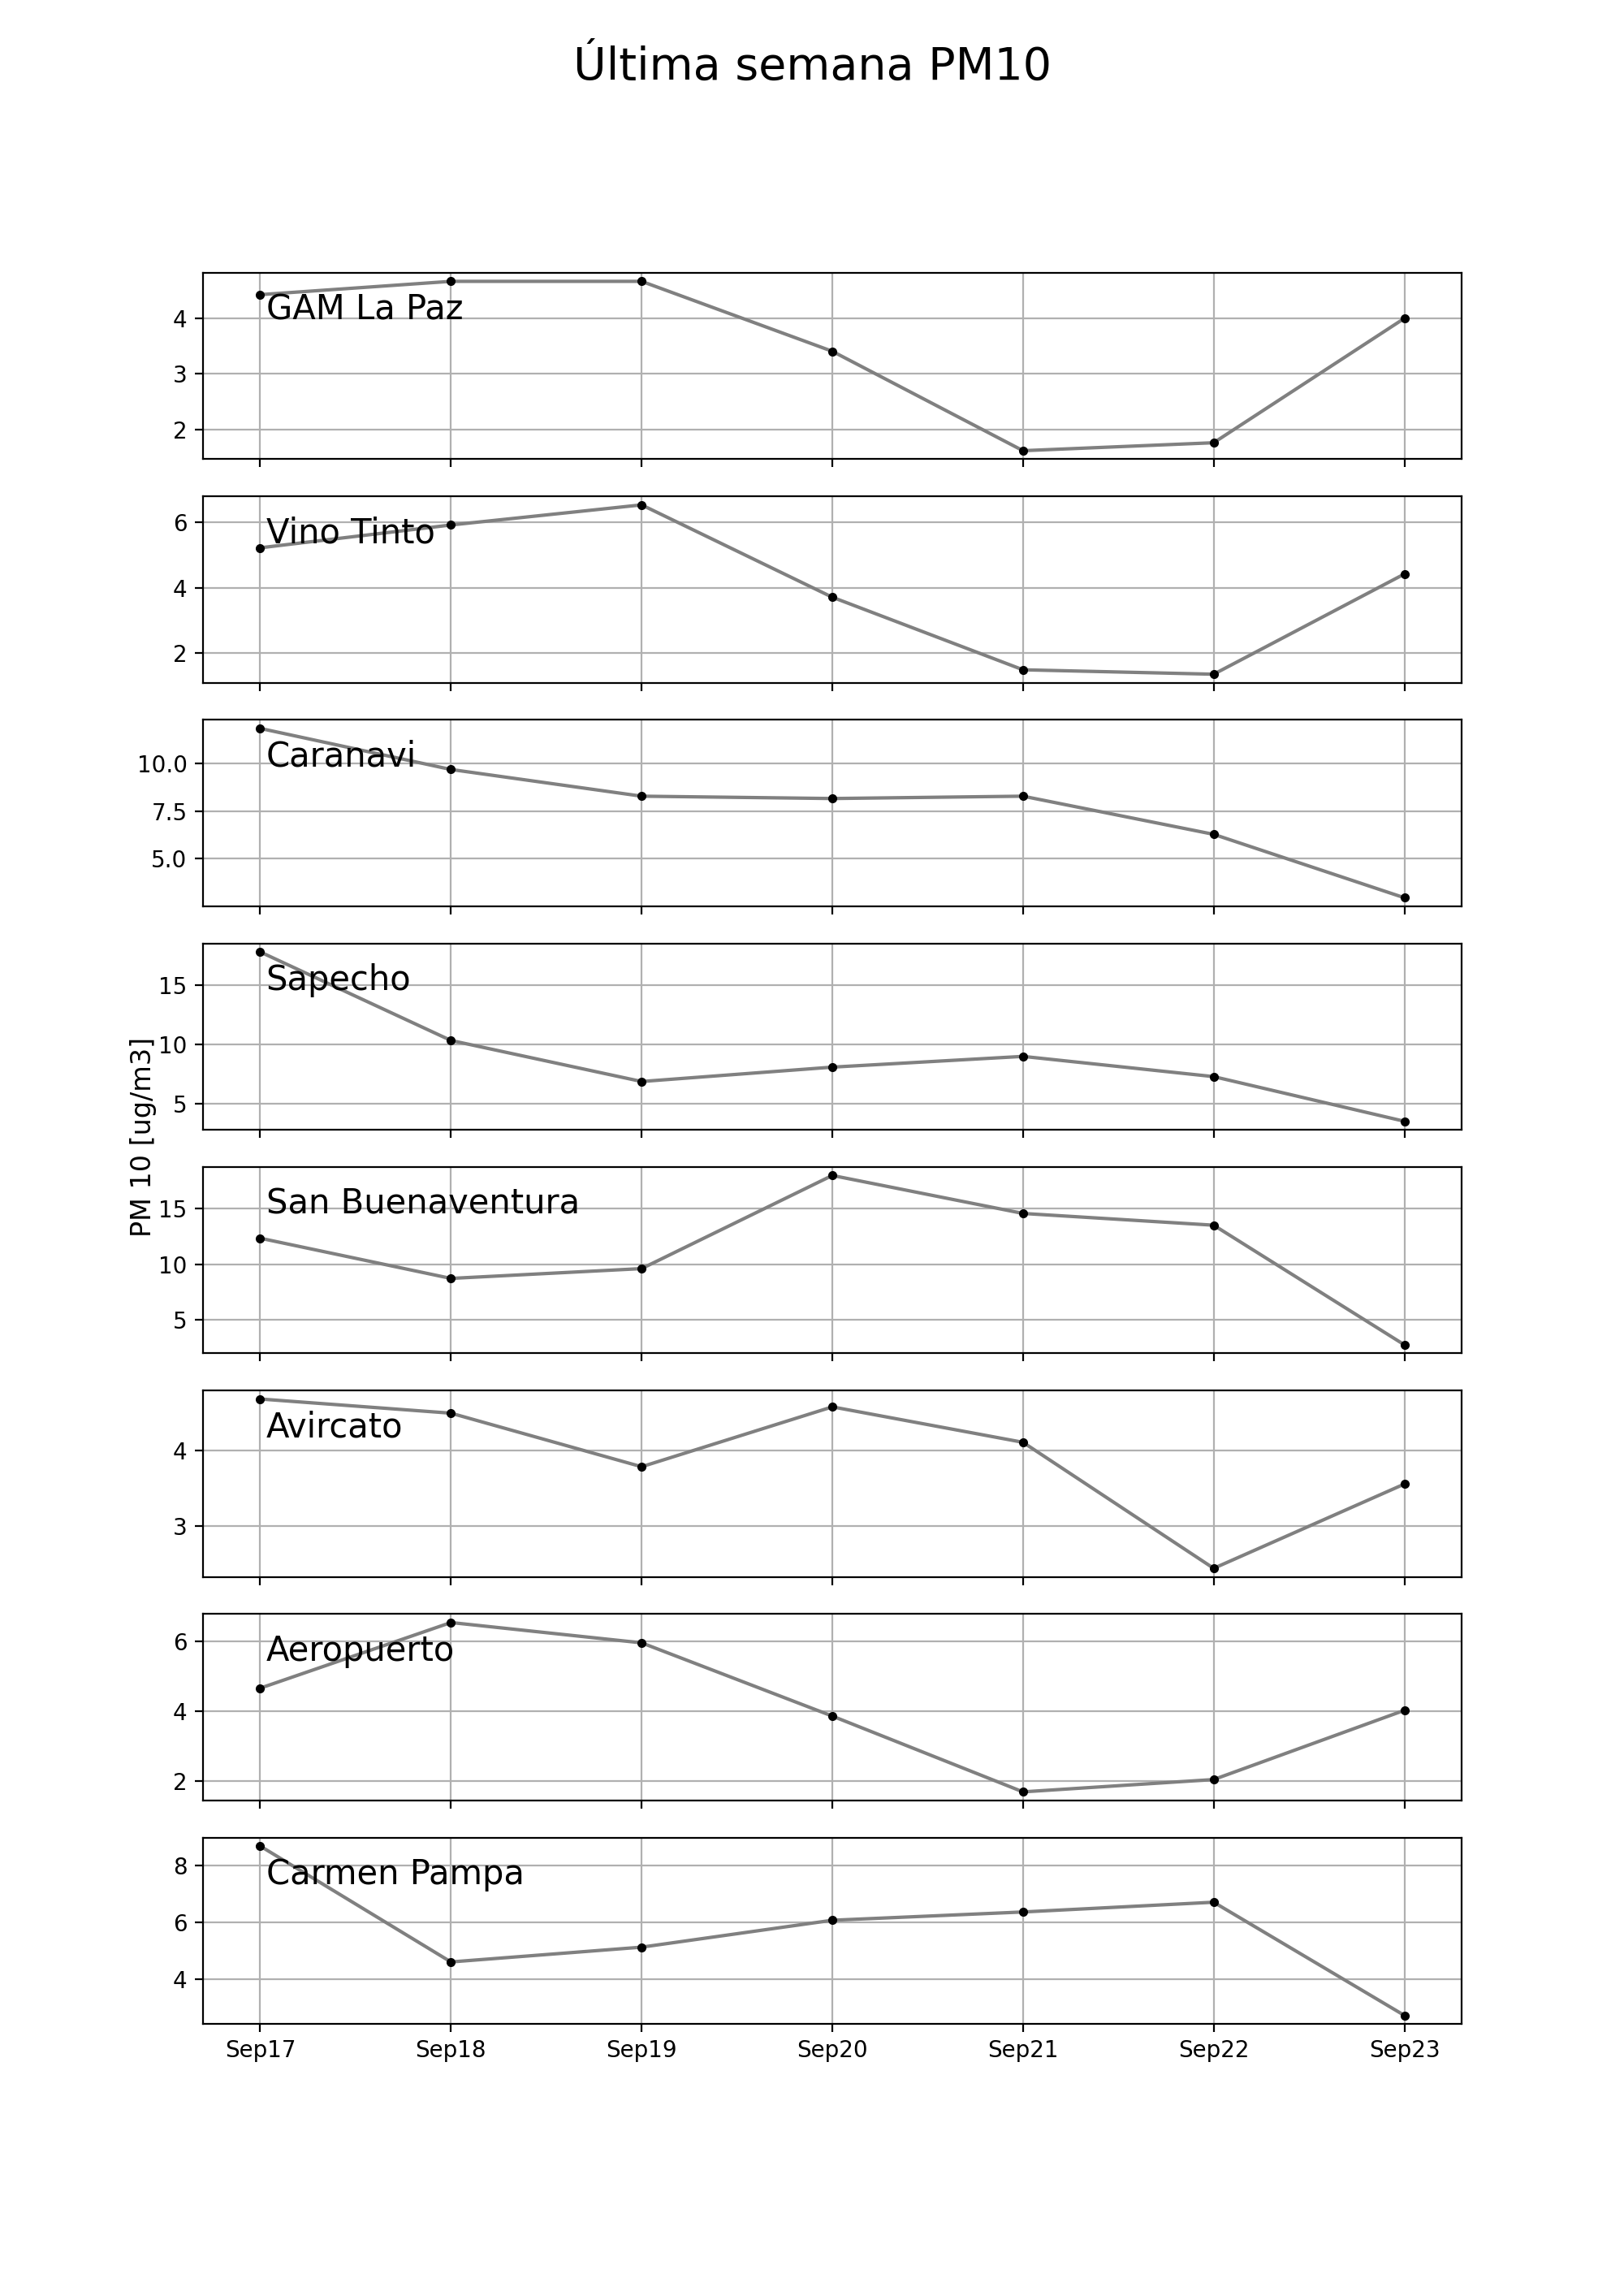 Última semana PM10
GAM La Paz
4
3
2
Vino Tinto
6
4
2
Caranavi
10.0
7.5
5.0
Sapecho
15
10
5
PM 10 [ug/m3]
San Buenaventura
15
10
5
Avircato
4
3
Aeropuerto
6
4
2
Carmen Pampa
8
6
4
Sep17 Sep18 Sep19 Sep20 Sep21 Sep22 Sep23